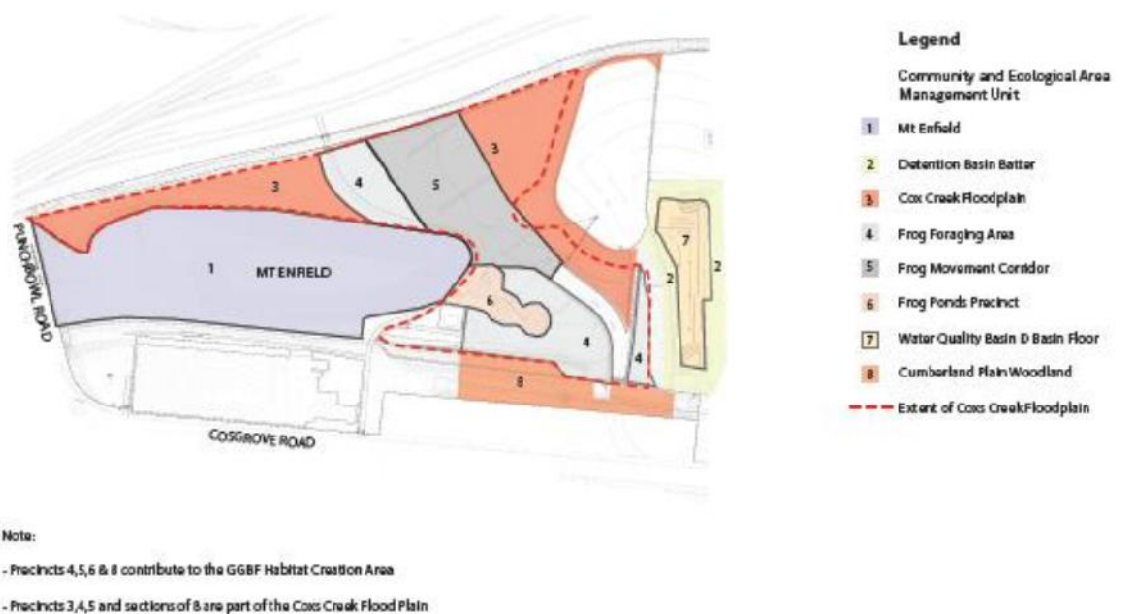 3
3
4
5
7
2
2
1
MT ENFIELD
6
4
4
8
PUNCHBOWL ROAD
COSGROVE ROAD
Legend
Community and Ecological Area
Management Unit
1 Mt Enfield
2 Detention Basin Batter
3 Cox Creek Floodplain
4 Frog Foraging Area
5 Frog Movement Corridor
6 Frog Ponds Precinct
7 Water Quality Basin D Basin Floor
8 Cumberland Plain Woodland
Extent of Coxs Creek Floodplain
Note:
- Precincts 4,5,6 & 8 contribute to the GGBF Habitat Creation Area
- Precincts 3,4,5 and sections of 8 are part of the Coxs Creek Flood Plain